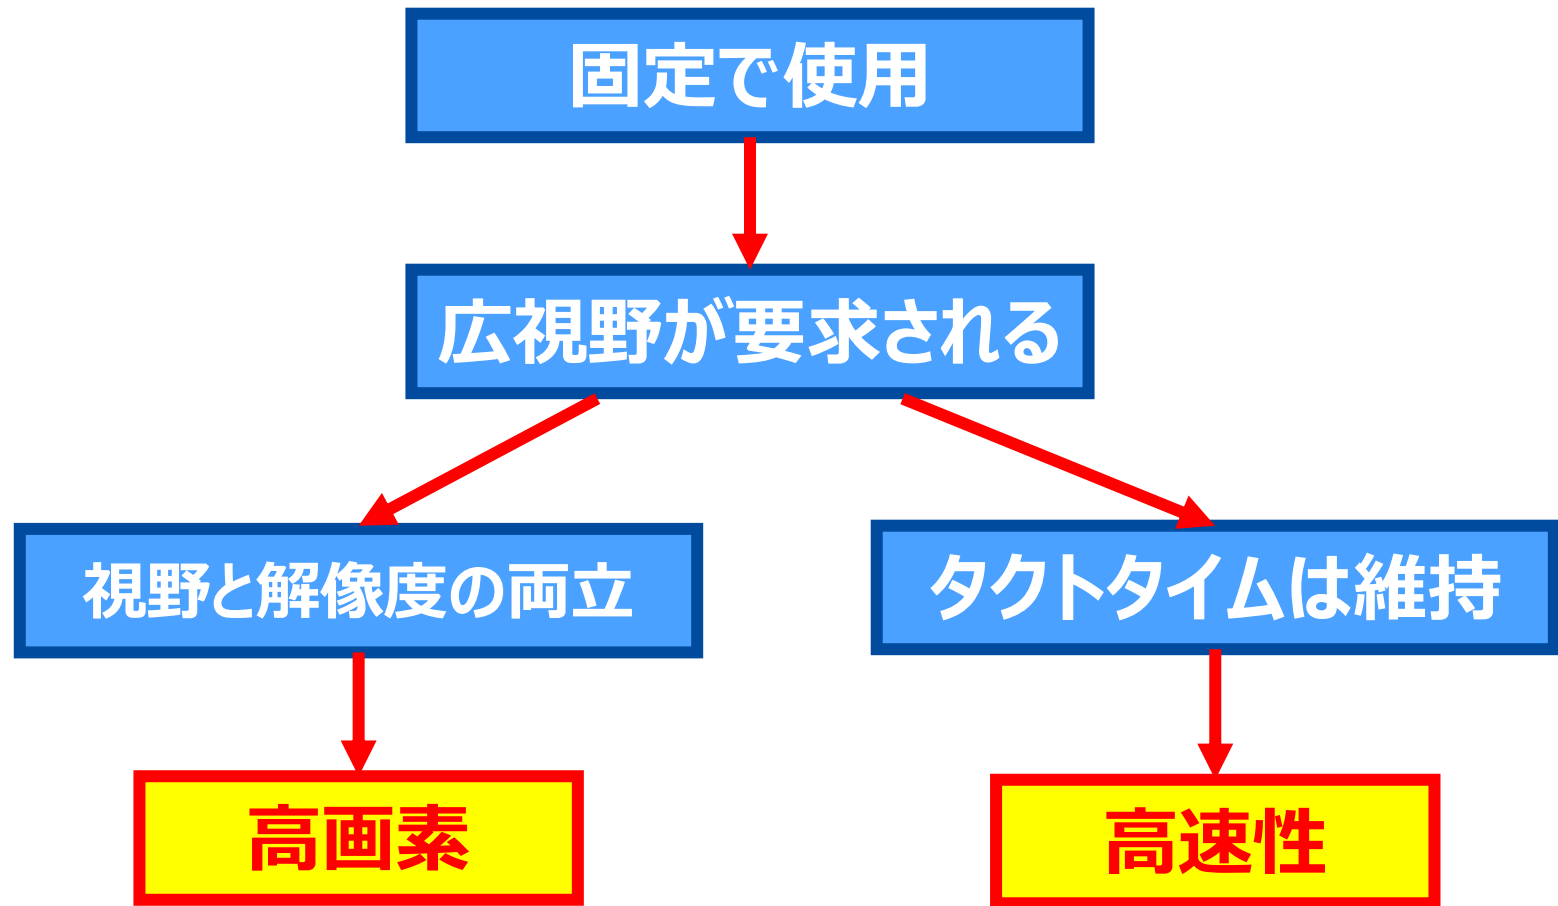 固定で使用
広視野が要求される
視野と解像度の両立
タクトタイムは維持
高画素
高速性